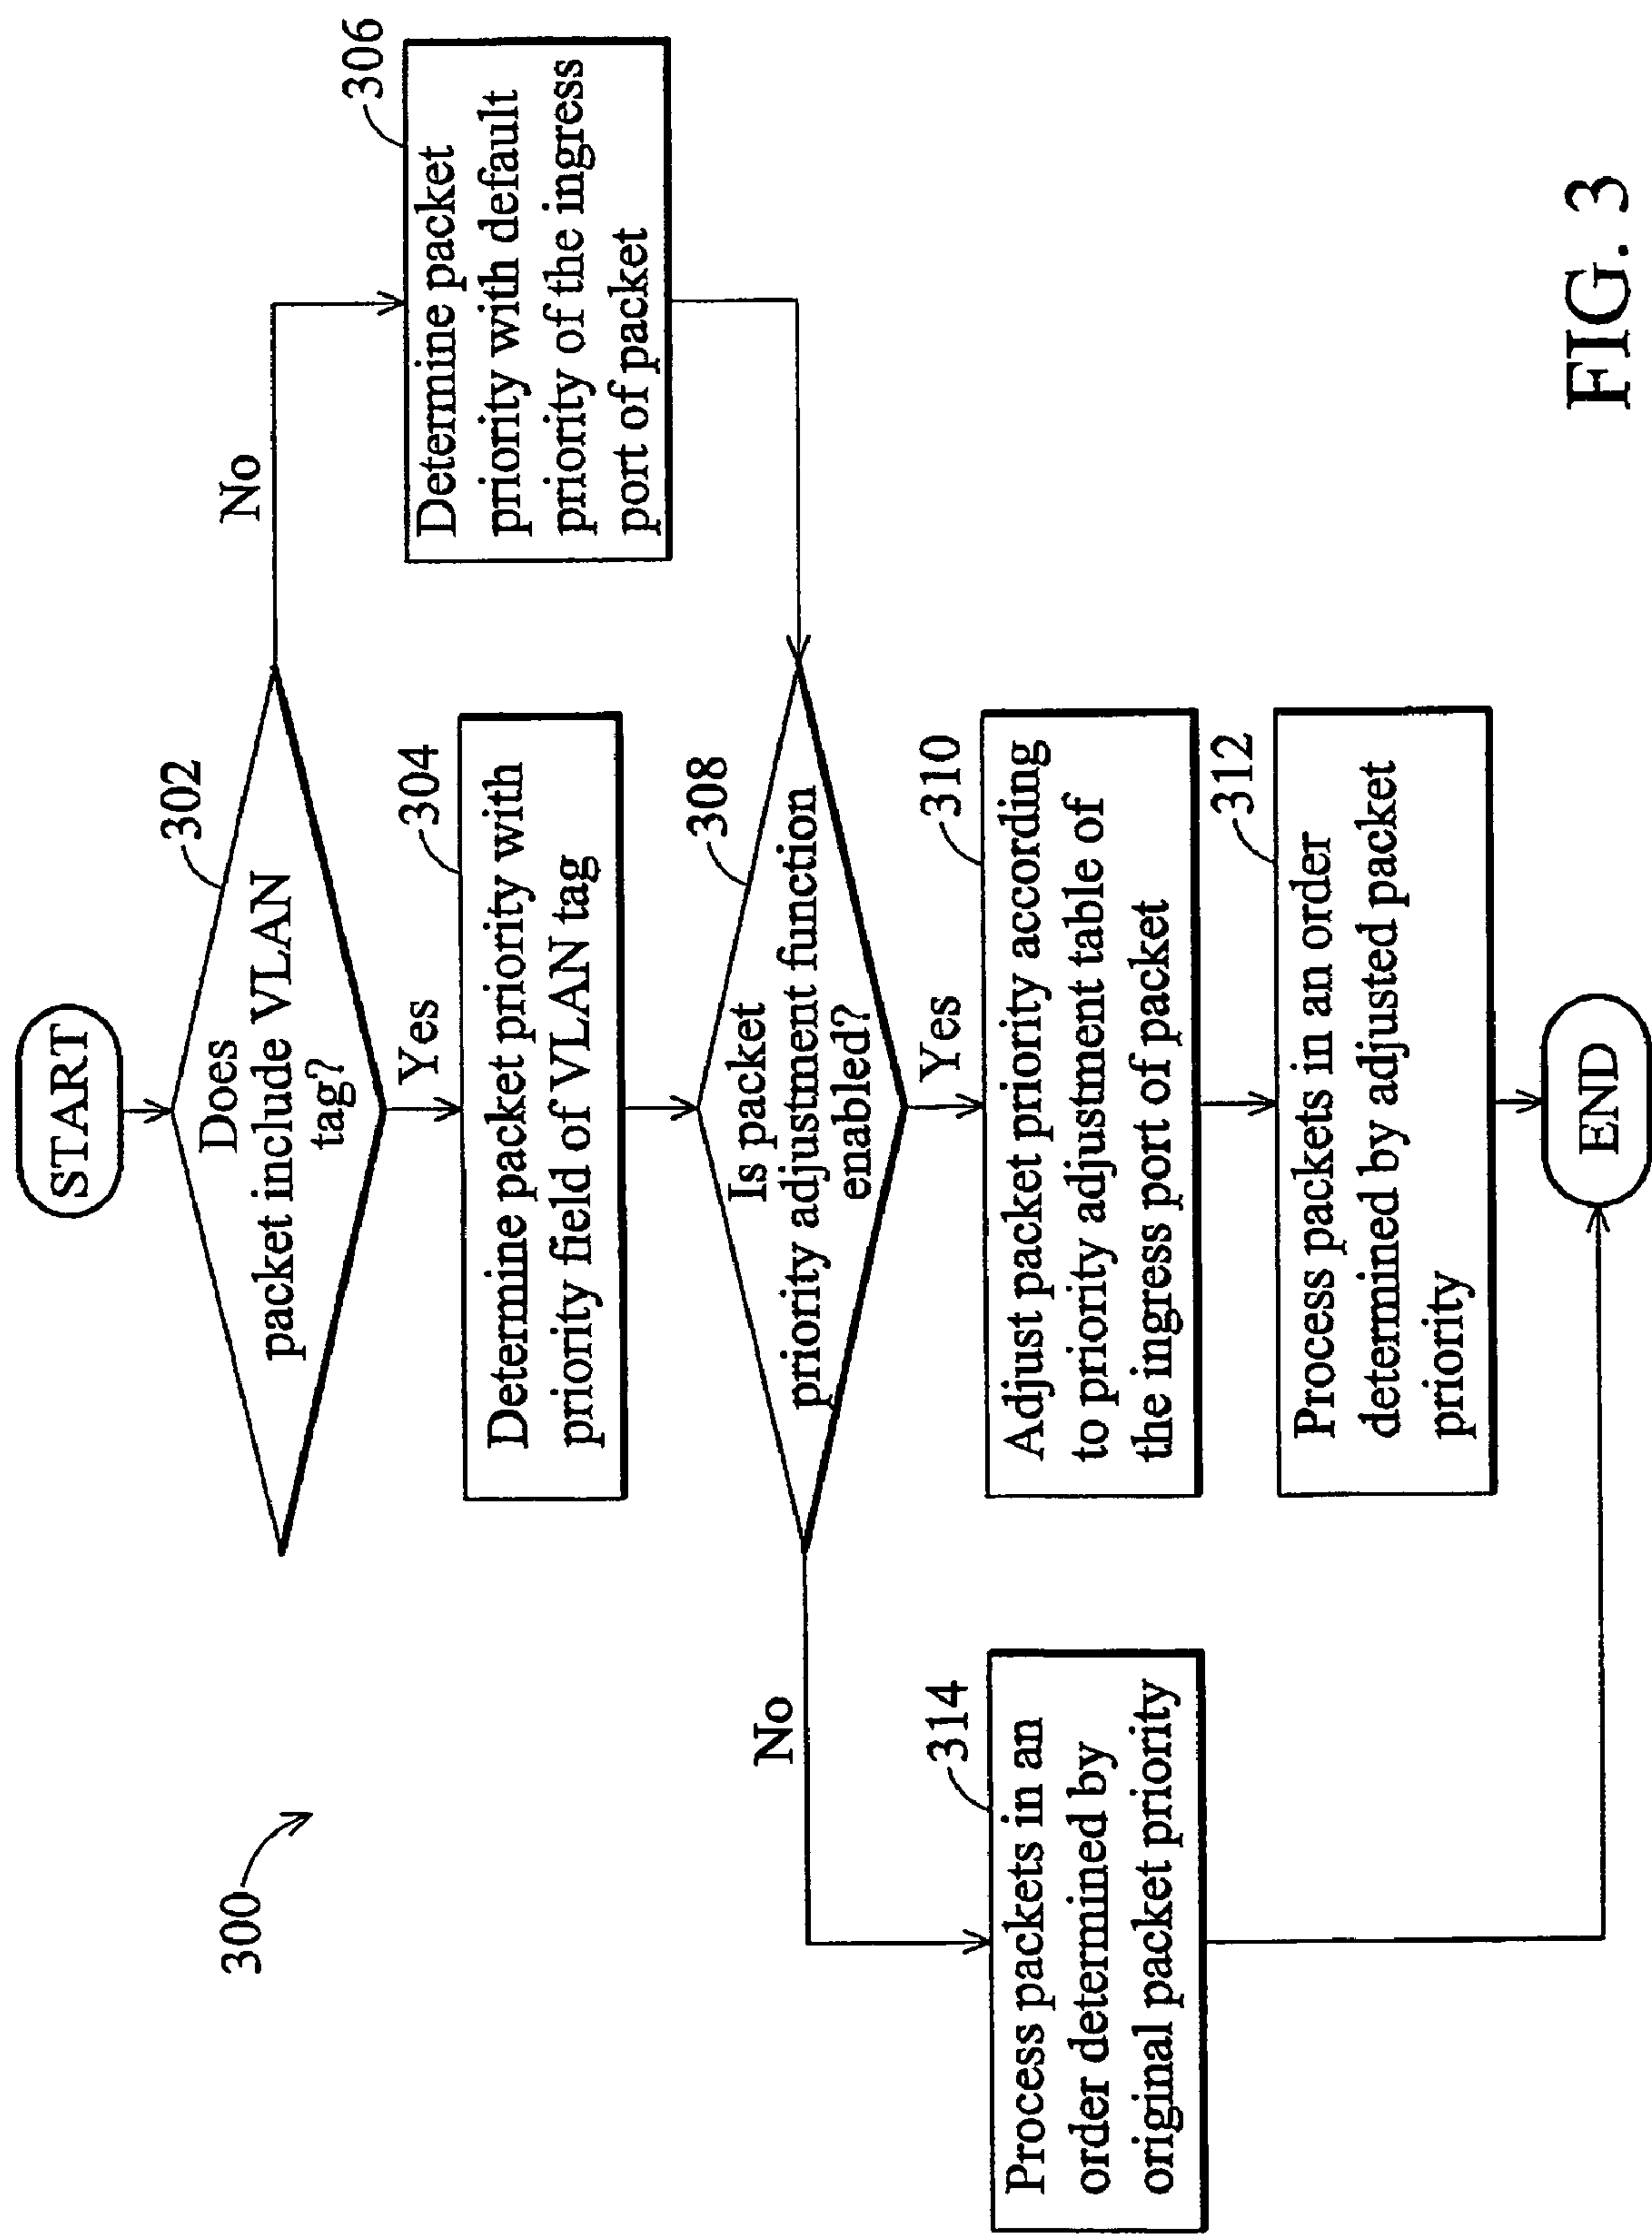 300
START
302
Does
packet include VLAN
tag?
No
Yes
304
Determine packet priority with
priority field of VLAN tag
306
Determine packet
priority with default
priority of the ingress
port of packet
308
Is packet
priority adjustment function
enabled?
No
Yes
310
Adjust packet priority according
to priority adjustment table of
the ingress port of packet
314
Process packets in an
order determined by
original packet priority
312
Process packets in an order
determined by adjusted packet
priority
END
FIG. 3